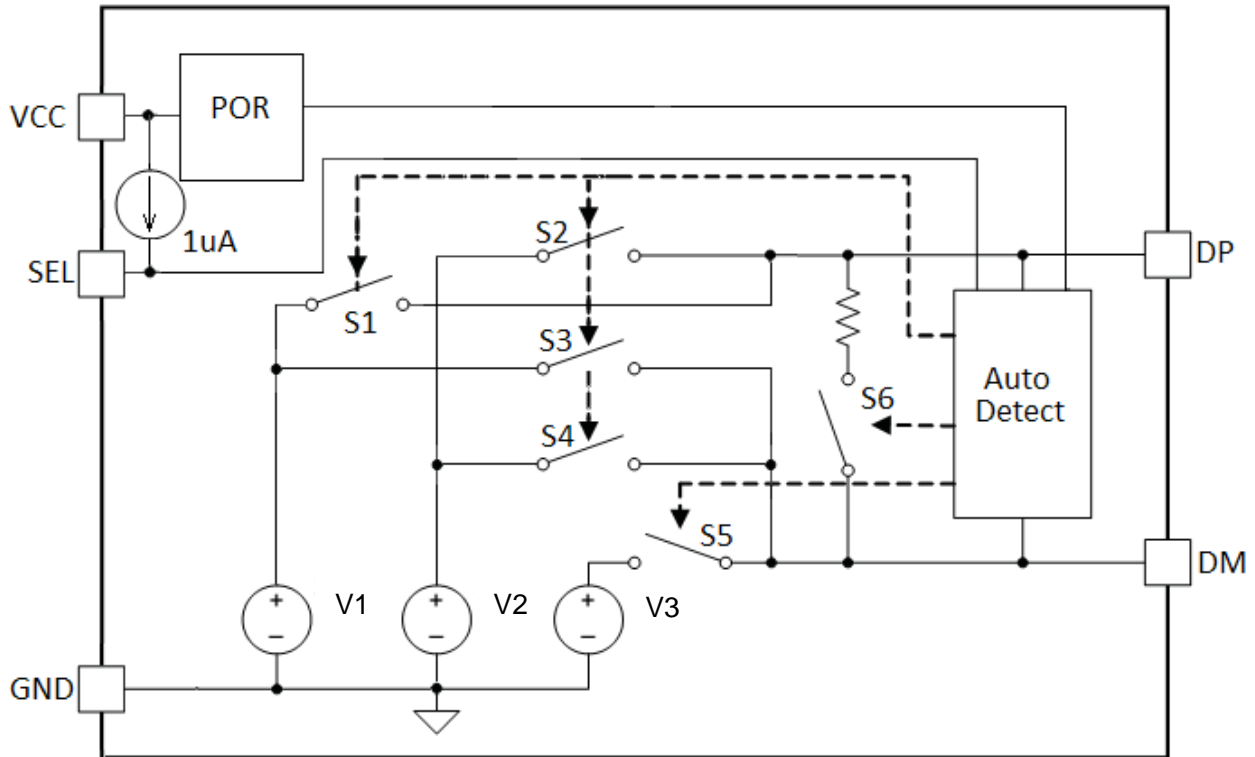 VCC
POR
1uA
SEL
S2
DP
S1
S3
Auto
Detect
S6
S4
S5
DM
+
−
V1
+
−
V2
+
−
V3
GND